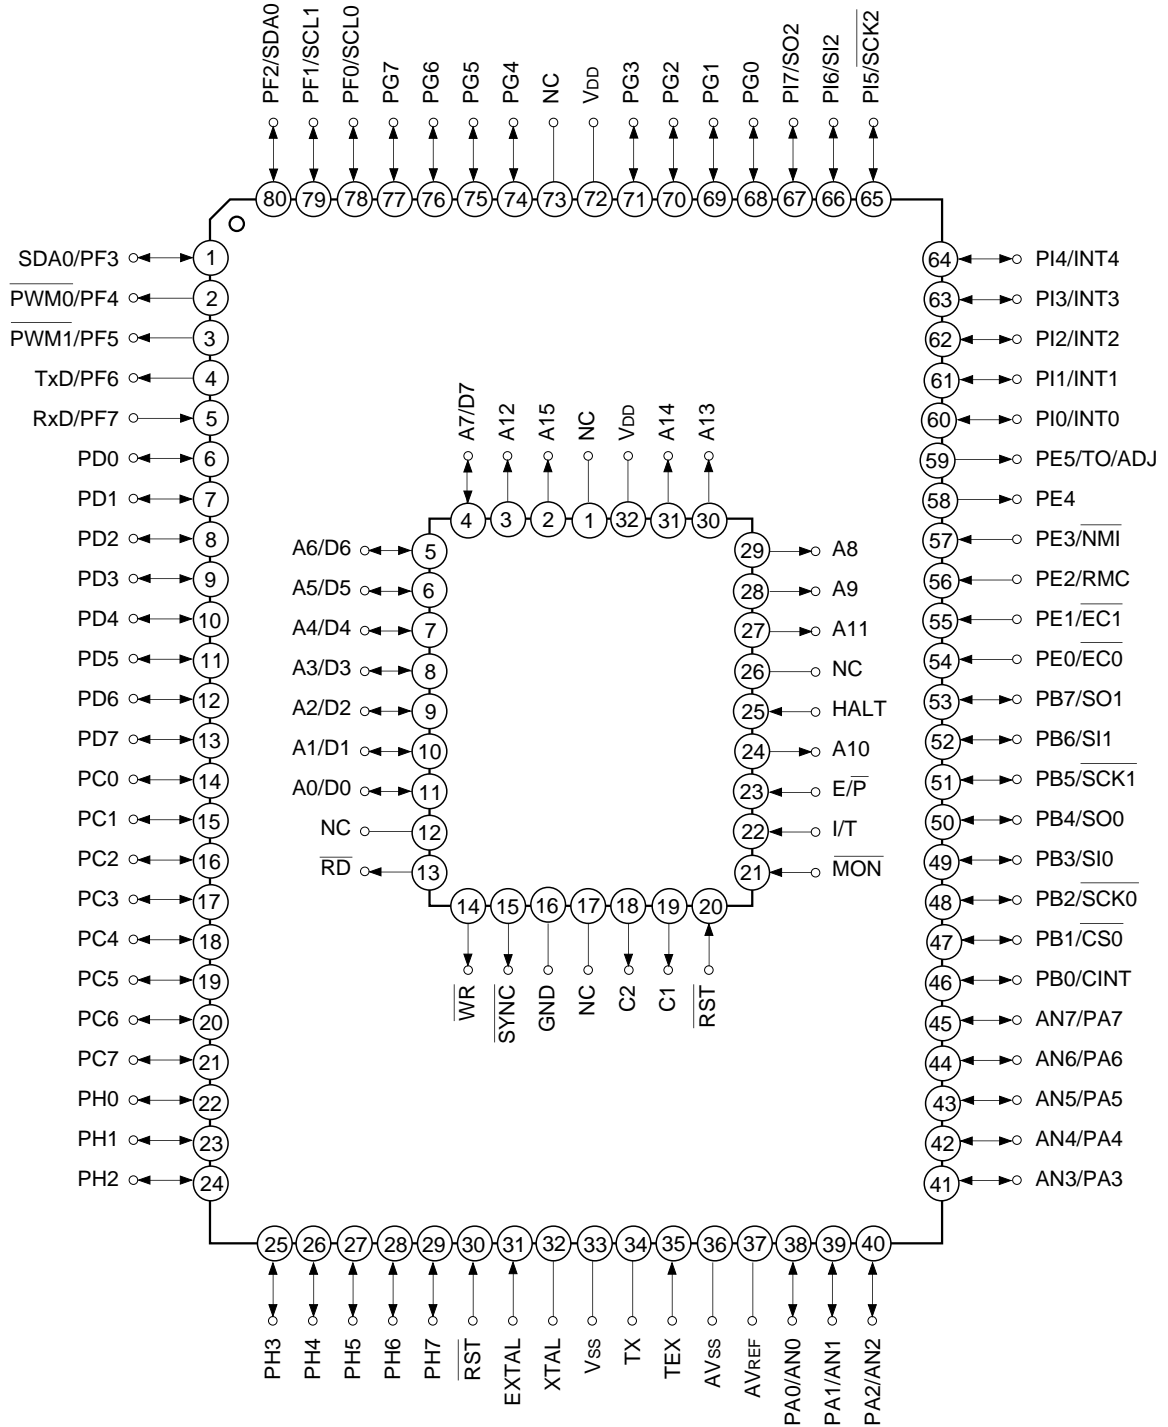 PF2/SDA0
PF1/SCL1
PF0/SCL0
PG7
PG6
PG5
PG4
NC
VDD
PG3
PG2
PG1
PG0
PI7/SO2
PI6/SI2
PI5/SCK2
80
79
78
77
76
75
74
73
72
71
70
69
68
67
66
65
SDA0/PF3 1
PWM0/PF4 2
PWM1/PF5 3
TxD/PF6 4
RxD/PF7 5
PD0 6
PD1 7
PD2 8
PD3 9
PD4 10
PD5 11
PD6 12
PD7 13
PC0 14
PC1 15
PC2 16
PC3 17
PC4 18
PC5 19
PC6 20
PC7 21
PH0 22
PH1 23
PH2 24
A7/D7
A12
A15
NC
VDD
A14
A13
4
3
2
1
32
31
30
A6/D6 5
A5/D5 6
A4/D4 7
A3/D3 8
A2/D2 9
A1/D1 10
A0/D0 11
NC 12
RD 13
29 A8
28 A9
27 A11
26 NC
25 HALT
24 A10
23 E/P
22 I/T
21 MON
14
15
16
17
18
19
20
WR
SYNC
GND
NC
C2
C1
RST
64 PI4/INT4
63 PI3/INT3
62 PI2/INT2
61 PI1/INT1
60 PI0/INT0
59 PE5/TO/ADJ
58 PE4
57 PE3/NMI
56 PE2/RMC
55 PE1/EC1
54 PE0/EC0
53 PB7/SO1
52 PB6/SI1
51 PB5/SCK1
50 PB4/SO0
49 PB3/SI0
48 PB2/SCK0
47 PB1/CS0
46 PB0/CINT
45 AN7/PA7
44 AN6/PA6
43 AN5/PA5
42 AN4/PA4
41 AN3/PA3
25
26
27
28
29
30
31
32
33
34
35
36
37
38
39
40
PH3
PH4
PH5
PH6
PH7
RST
EXTAL
XTAL
VSS
TX
TEX
AVSS
AVREF
PA0/AN0
PA1/AN1
PA2/AN2